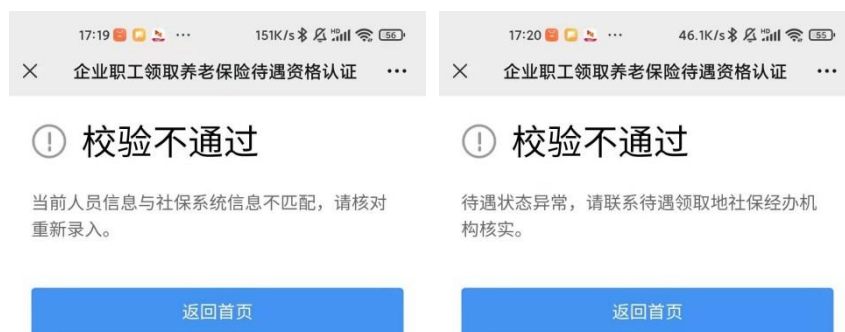 17:19 ··· 151K/s HD 56
× 企业职工领取养老保险待遇资格认证 ···
校验不通过
当前人员信息与社保系统信息不匹配，请核对
重新录入。
返回首页
17:20 ··· 46.1K/s HD 55
× 企业职工领取养老保险待遇资格认证 ···
校验不通过
待遇状态异常，请联系待遇领取地社保经办机
构核实。
返回首页